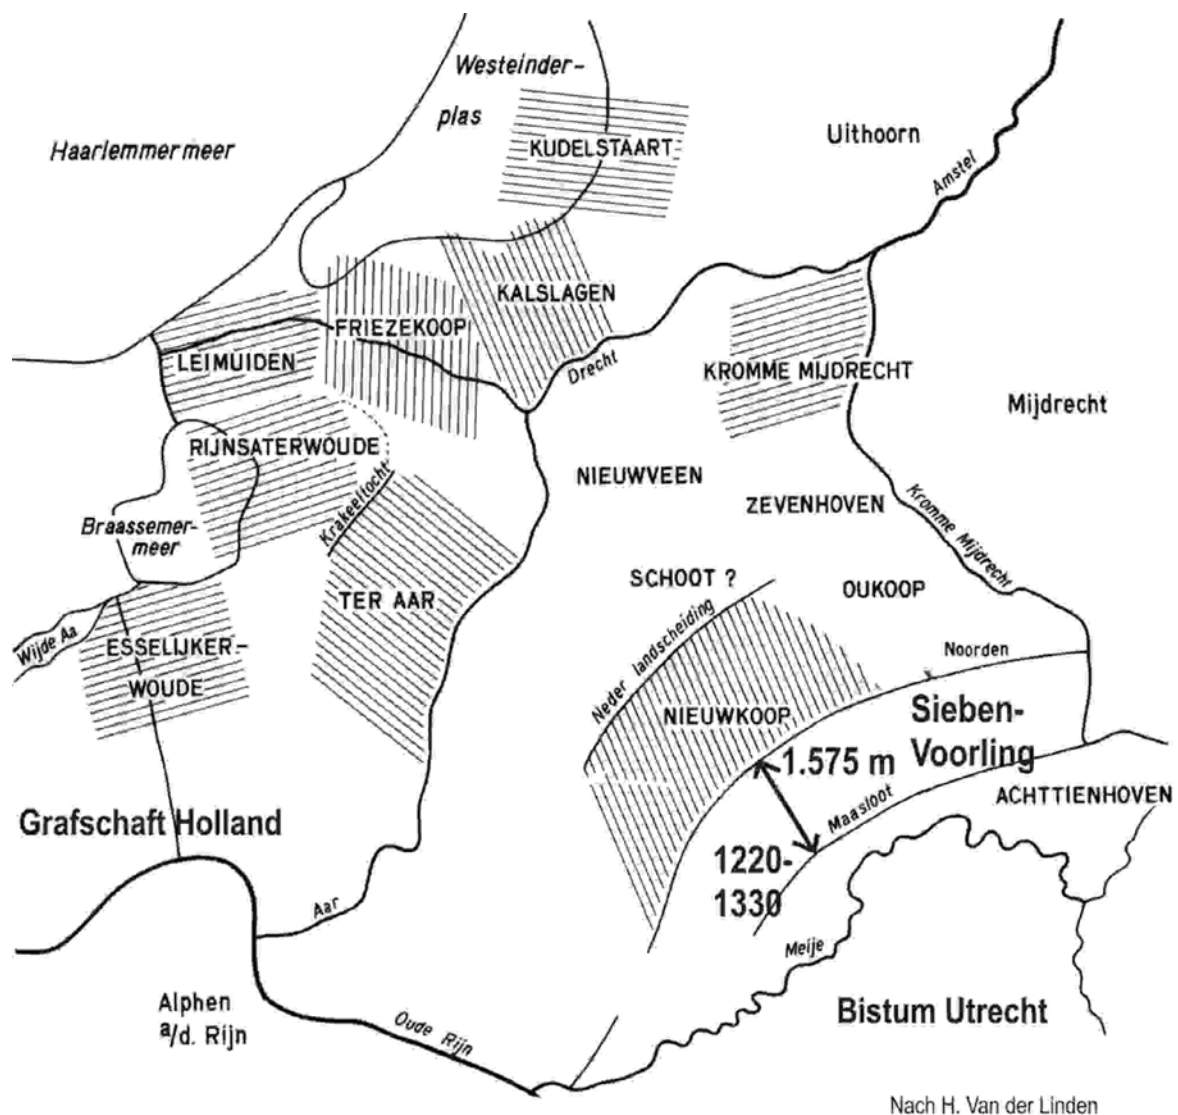 Westeinder-
plas
Haarlemmermeer
KUDELSTAART
Uithoorn
Amstel
KALSLAGEN
FRIEZEKOOP
LEIMUIDEN
Drecht
KROMME MIJDRECHT
Mijdrecht
RIJNSATERWOUDE
NIEUWVEEN
Krakeeltocht
ZEVENHOVEN
Braassemer-
meer
Kromme Mijdrecht
SCHOOT ?
OUKOOP
TER AAR
Wijde Aa
ESSELIJKER-
WOUDE
Neder landscheiding
Noorden
NIEUWKOOP
Sieben-
Voorling
1.575 m
Maasloot
ACHTTIENHOVEN
Grafschaft Holland
1220-
1330
Aar
Meije
Alphen
a/d. Rijn
Oude Rijn
Bistum Utrecht
Nach H. Van der Linden